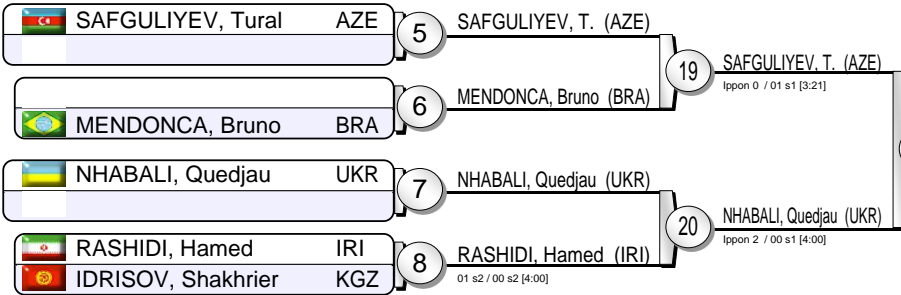 SAFGULIYEV, Tural AZE
5
SAFGULIYEV, T. (AZE)
19
SAFGULIYEV, T. (AZE)
Ippon 0 / 01 s1 [3:21]
6
MENDONCA, Bruno (BRA)
MENDONCA, Bruno BRA
NHABALI, Quedjau UKR
7
NHABALI, Quedjau (UKR)
20
NHABALI, Quedjau (UKR)
Ippon 2 / 00 s1 [4:00]
RASHIDI, Hamed IRI
8
RASHIDI, Hamed (IRI)
01 s2 / 00 s2 [4:00]
IDRISOV, Shakhrier KGZ